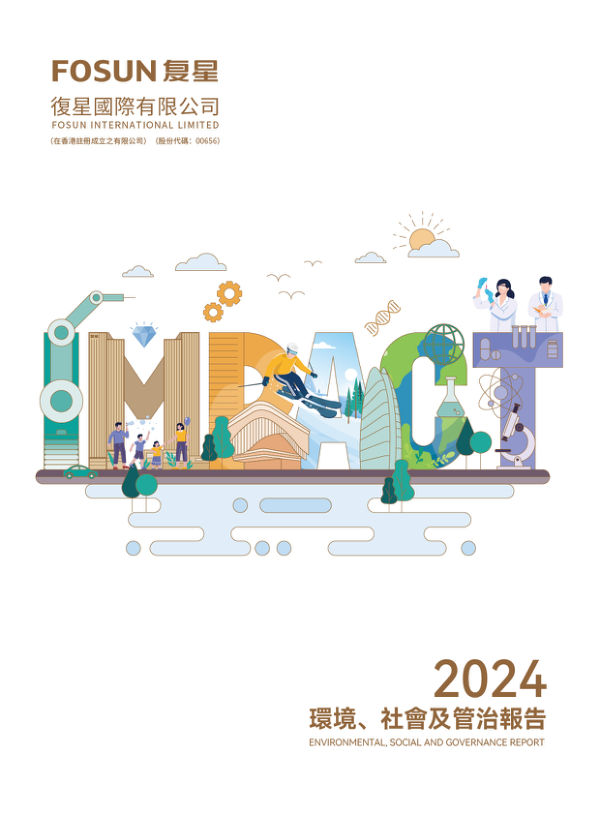 FOSUN 复星
復星國際有限公司
FOSUN INTERNATIONAL LIMITED
(在香港註冊成立之有限公司) (股份代碼：00656)
IMPACT
2024
環境、社會及管治報告
ENVIRONMENTAL, SOCIAL AND GOVERNANCE REPORT